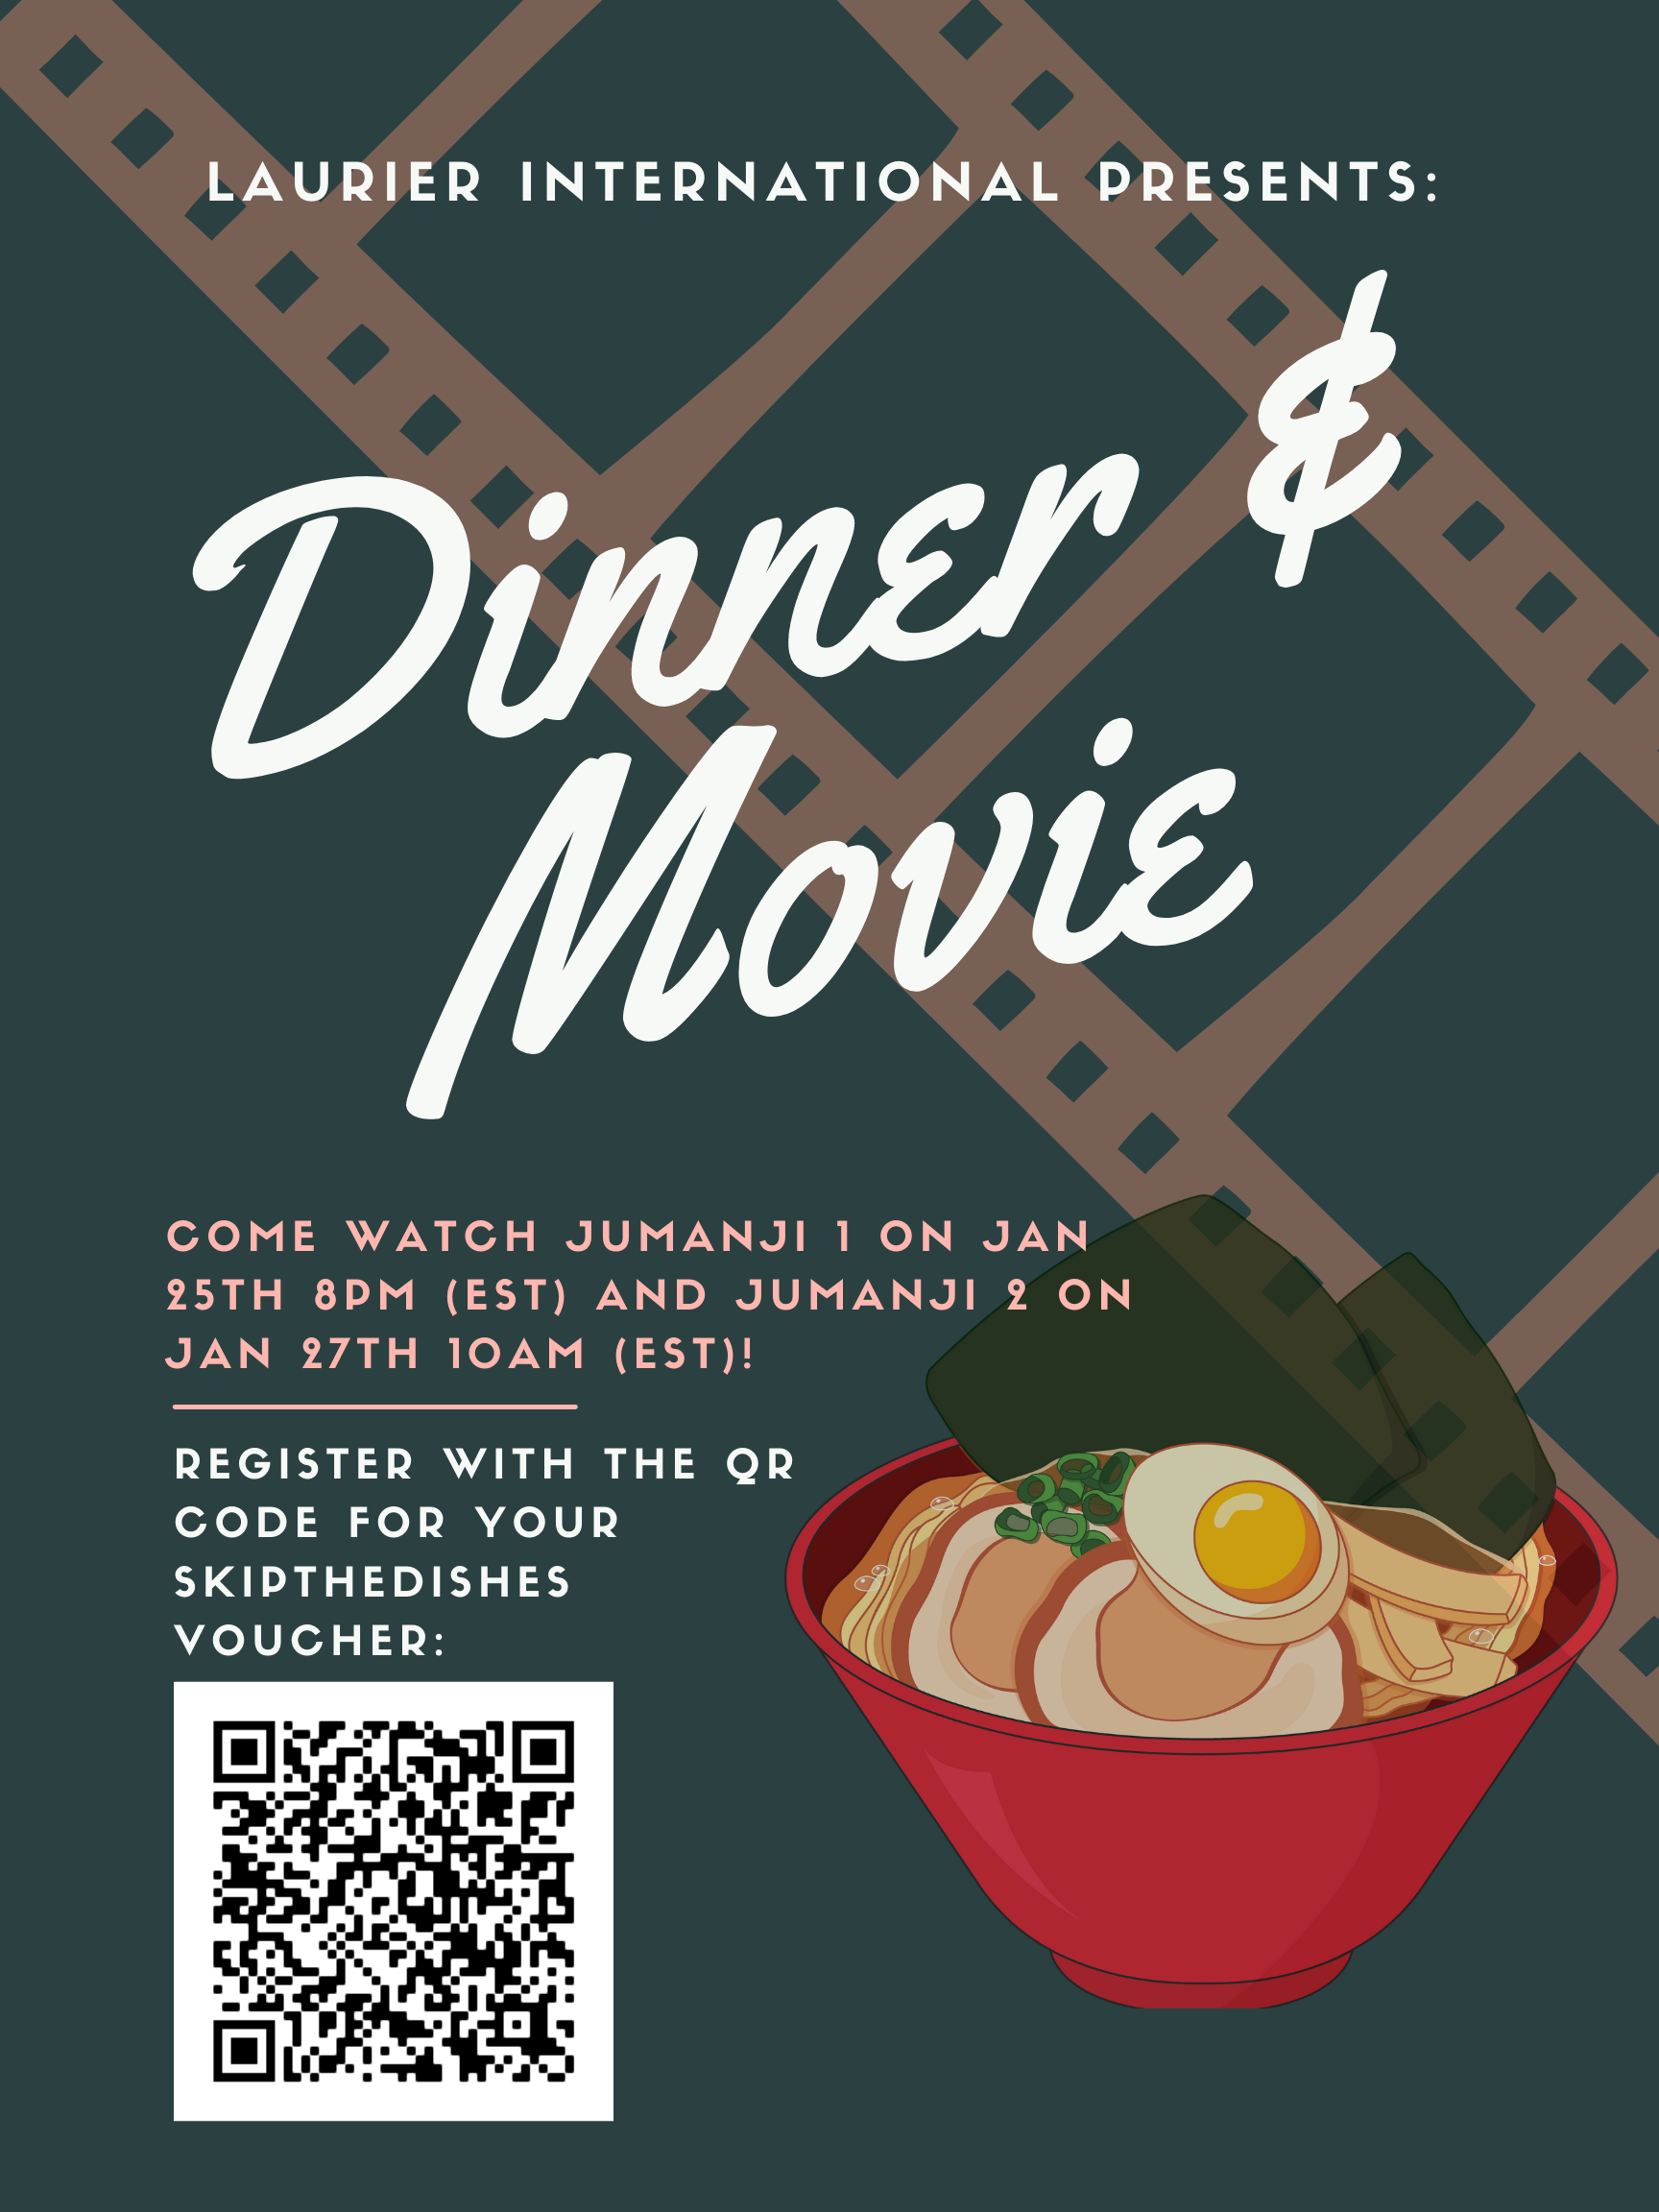 LAURIER INTERNATIONAL PRESENTS:
Dinner &
Movie
COME WATCH JUMANJI 1 ON JAN
25TH 8PM (EST) AND JUMANJI 2 ON
JAN 27TH 10AM (EST)!
REGISTER WITH THE QR
CODE FOR YOUR
SKIPTHEDISHES
VOUCHER: